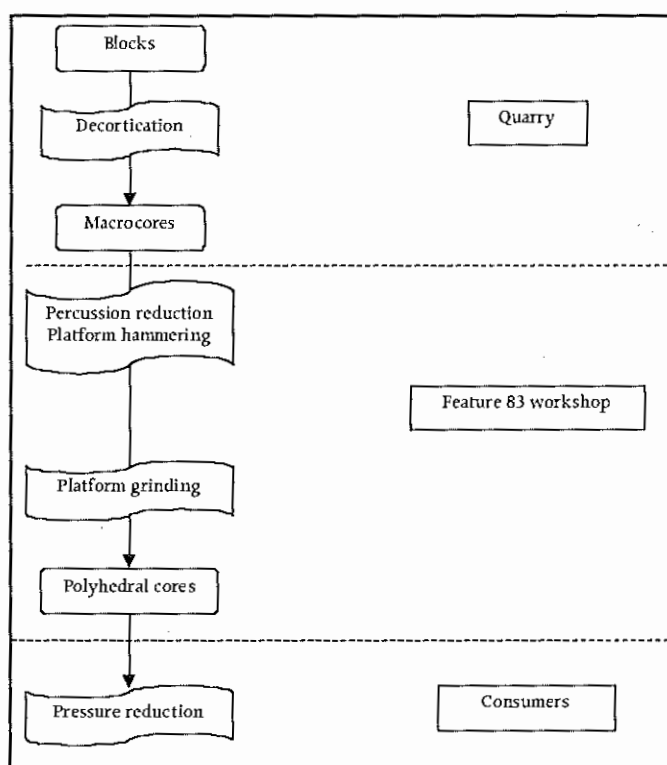 Blocks
Decortication
Quarry
Macrocores
Percussion reduction
Platform hammering
Feature 83 workshop
Platform grinding
Polyhedral cores
Pressure reduction
Consumers